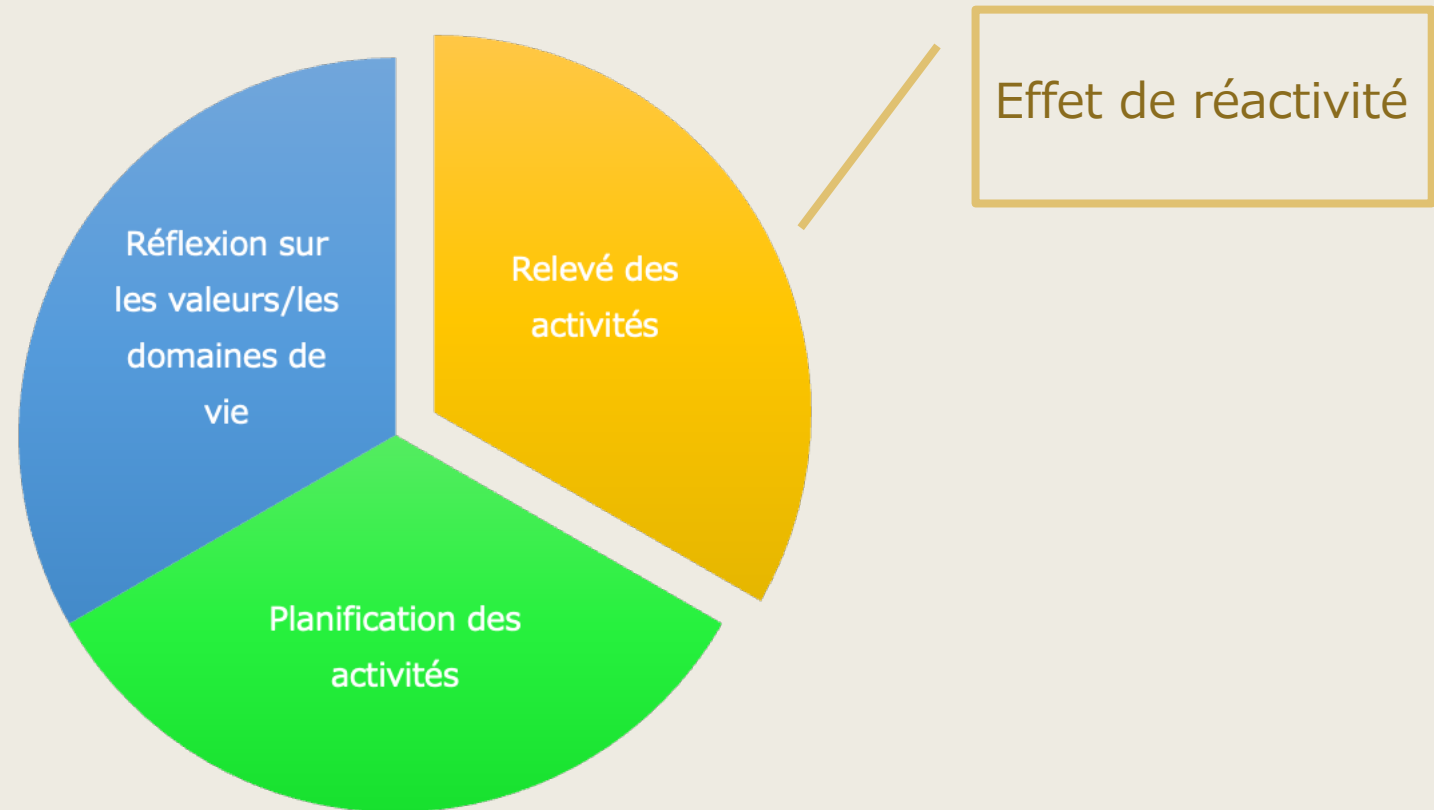 Effet de réactivité
Réflexion sur
les valeurs/les
domaines de
vie
Relevé des
activités
Planification des
activités